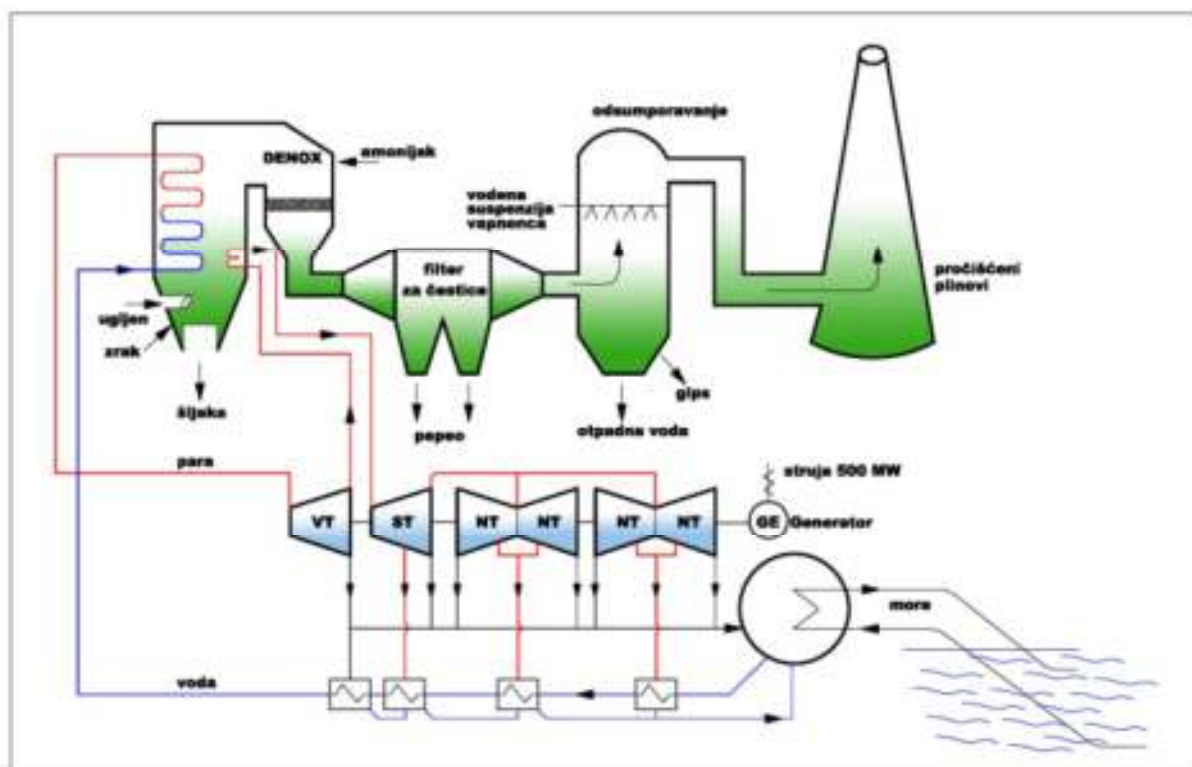 odsumporavanje
DENOX
amonijak
vodena
suspenzija
vapnenca
filter
za čestice
pročišćeni
plinovi
ugljen
zrak
šljaka
pepeo
gips
otpadna voda
para
struja 500 MW
VT
ST
NT
NT
NT
NT
GE
Generator
more
voda